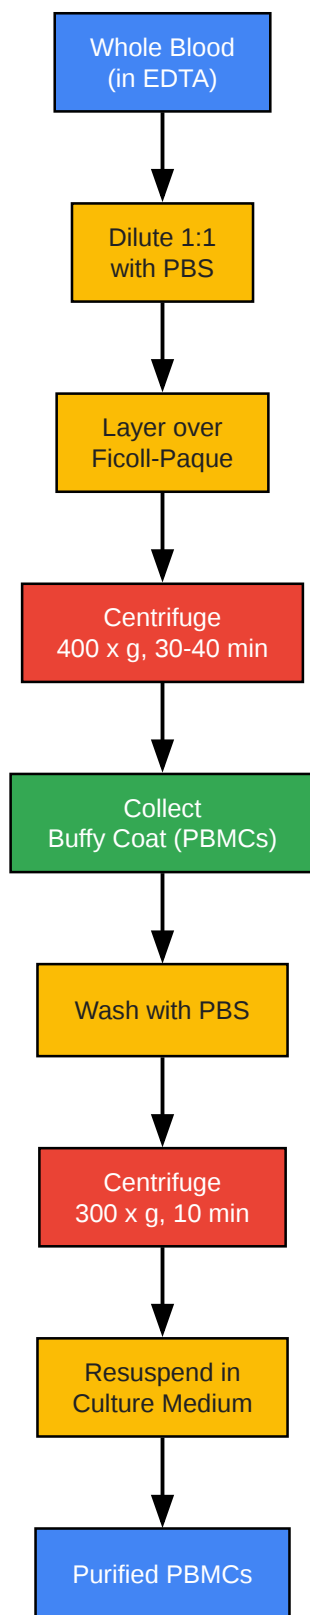 Whole Blood
(in EDTA)
Dilute 1:1
with PBS
Layer over
Ficoll-Paque
Centrifuge
400 x g, 30-40 min
Collect
Buffy Coat (PBMCs)
Wash with PBS
Centrifuge
300 x g, 10 min
Resuspend in
Culture Medium
Purified PBMCs